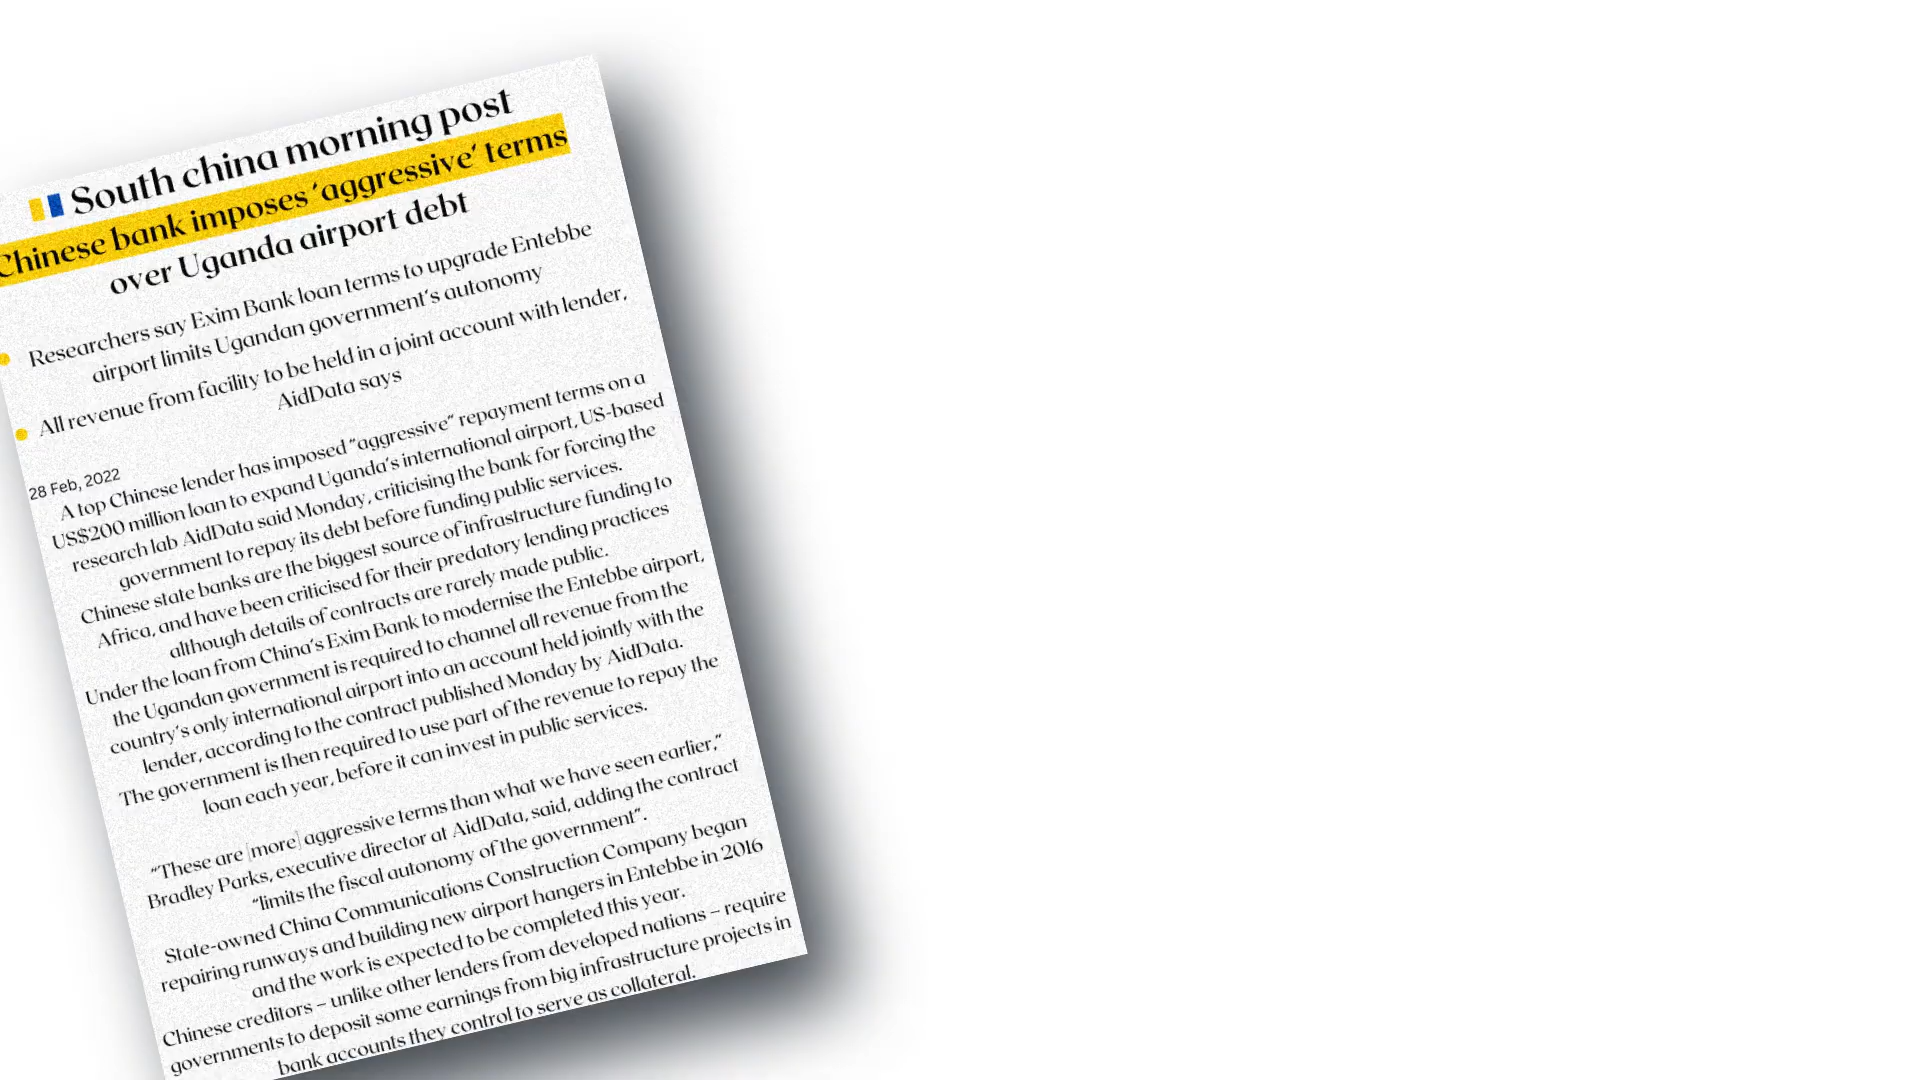 South china morning post
Chinese bank imposes 'aggressive' terms
over Uganda airport debt
Researchers say Exim Bank loan terms to upgrade Entebbe
airport limits Ugandan government's autonomy
All revenue from facility to be held in a joint account with lender,
AidData says
28 Feb, 2022
A top Chinese lender has imposed "aggressive" repayment terms on a
US$200 million loan to expand Uganda's international airport, US-based
research lab AidData said Monday, criticising the bank for forcing the
government to repay its debt before funding public services.
Chinese state banks are the biggest source of infrastructure funding to
Africa, and have been criticised for their predatory lending practices
although details of contracts are rarely made public.
Under the loan from China's Exim Bank to modernise the Entebbe airport,
the Ugandan government is required to channel all revenue from the
country's only international airport into an account held jointly with the
lender, according to the contract published Monday by AidData.
The government is then required to use part of the revenue to repay the
loan each year, before it can invest in public services.
"These are [more] aggressive terms than what we have seen earlier,"
Bradley Parks, executive director at AidData, said, adding the contract
"limits the fiscal autonomy of the government".
State-owned China Communications Construction Company began
repairing runways and building new airport hangers in Entebbe in 2016
and the work is expected to be completed this year.
Chinese creditors – unlike other lenders from developed nations – require
governments to deposit some earnings from big infrastructure projects in
bank accounts they control to serve as collateral.